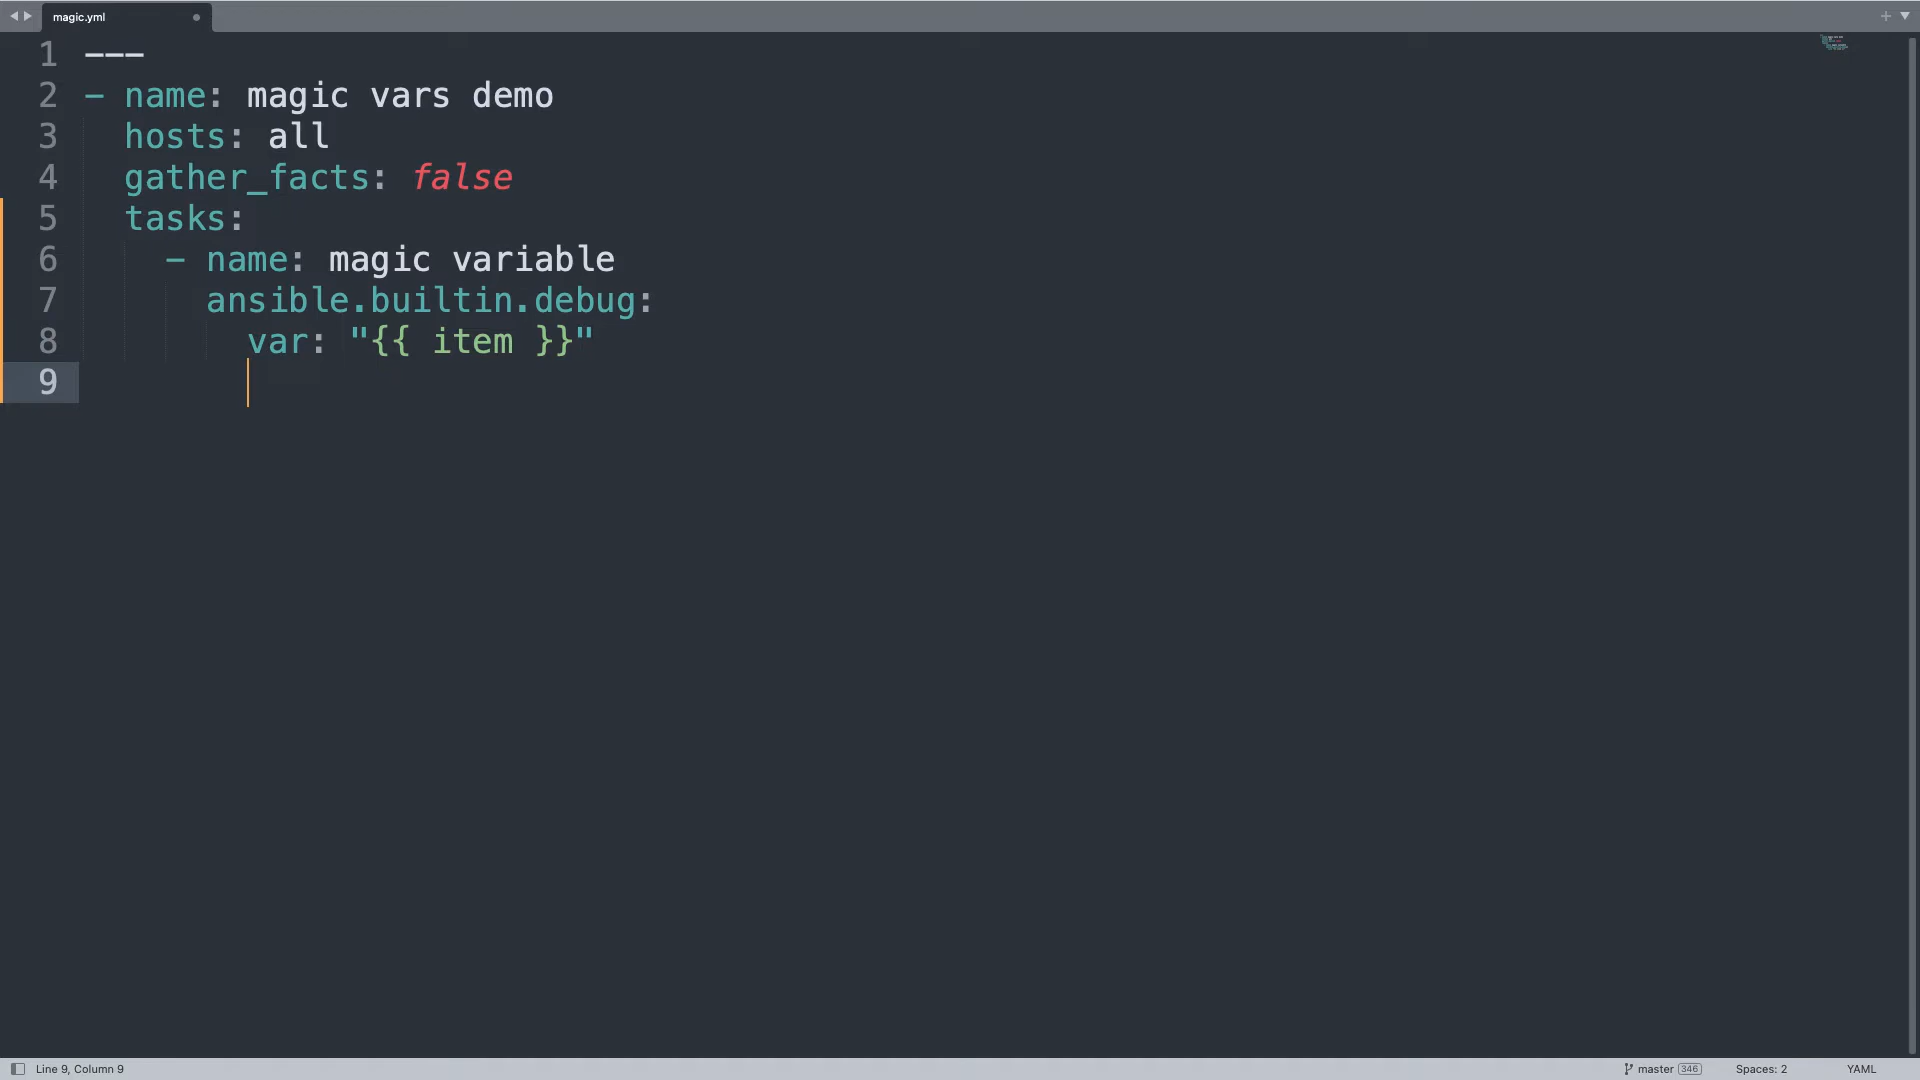 magic.yml
1 ---
2 - name: magic vars demo
3 hosts: all
4 gather_facts: false
5 tasks:
6 - name: magic variable
7 ansible.builtin.debug:
8 var: "{{ item }}"
9
Line 9, Column 9 master 346 Spaces: 2 YAML